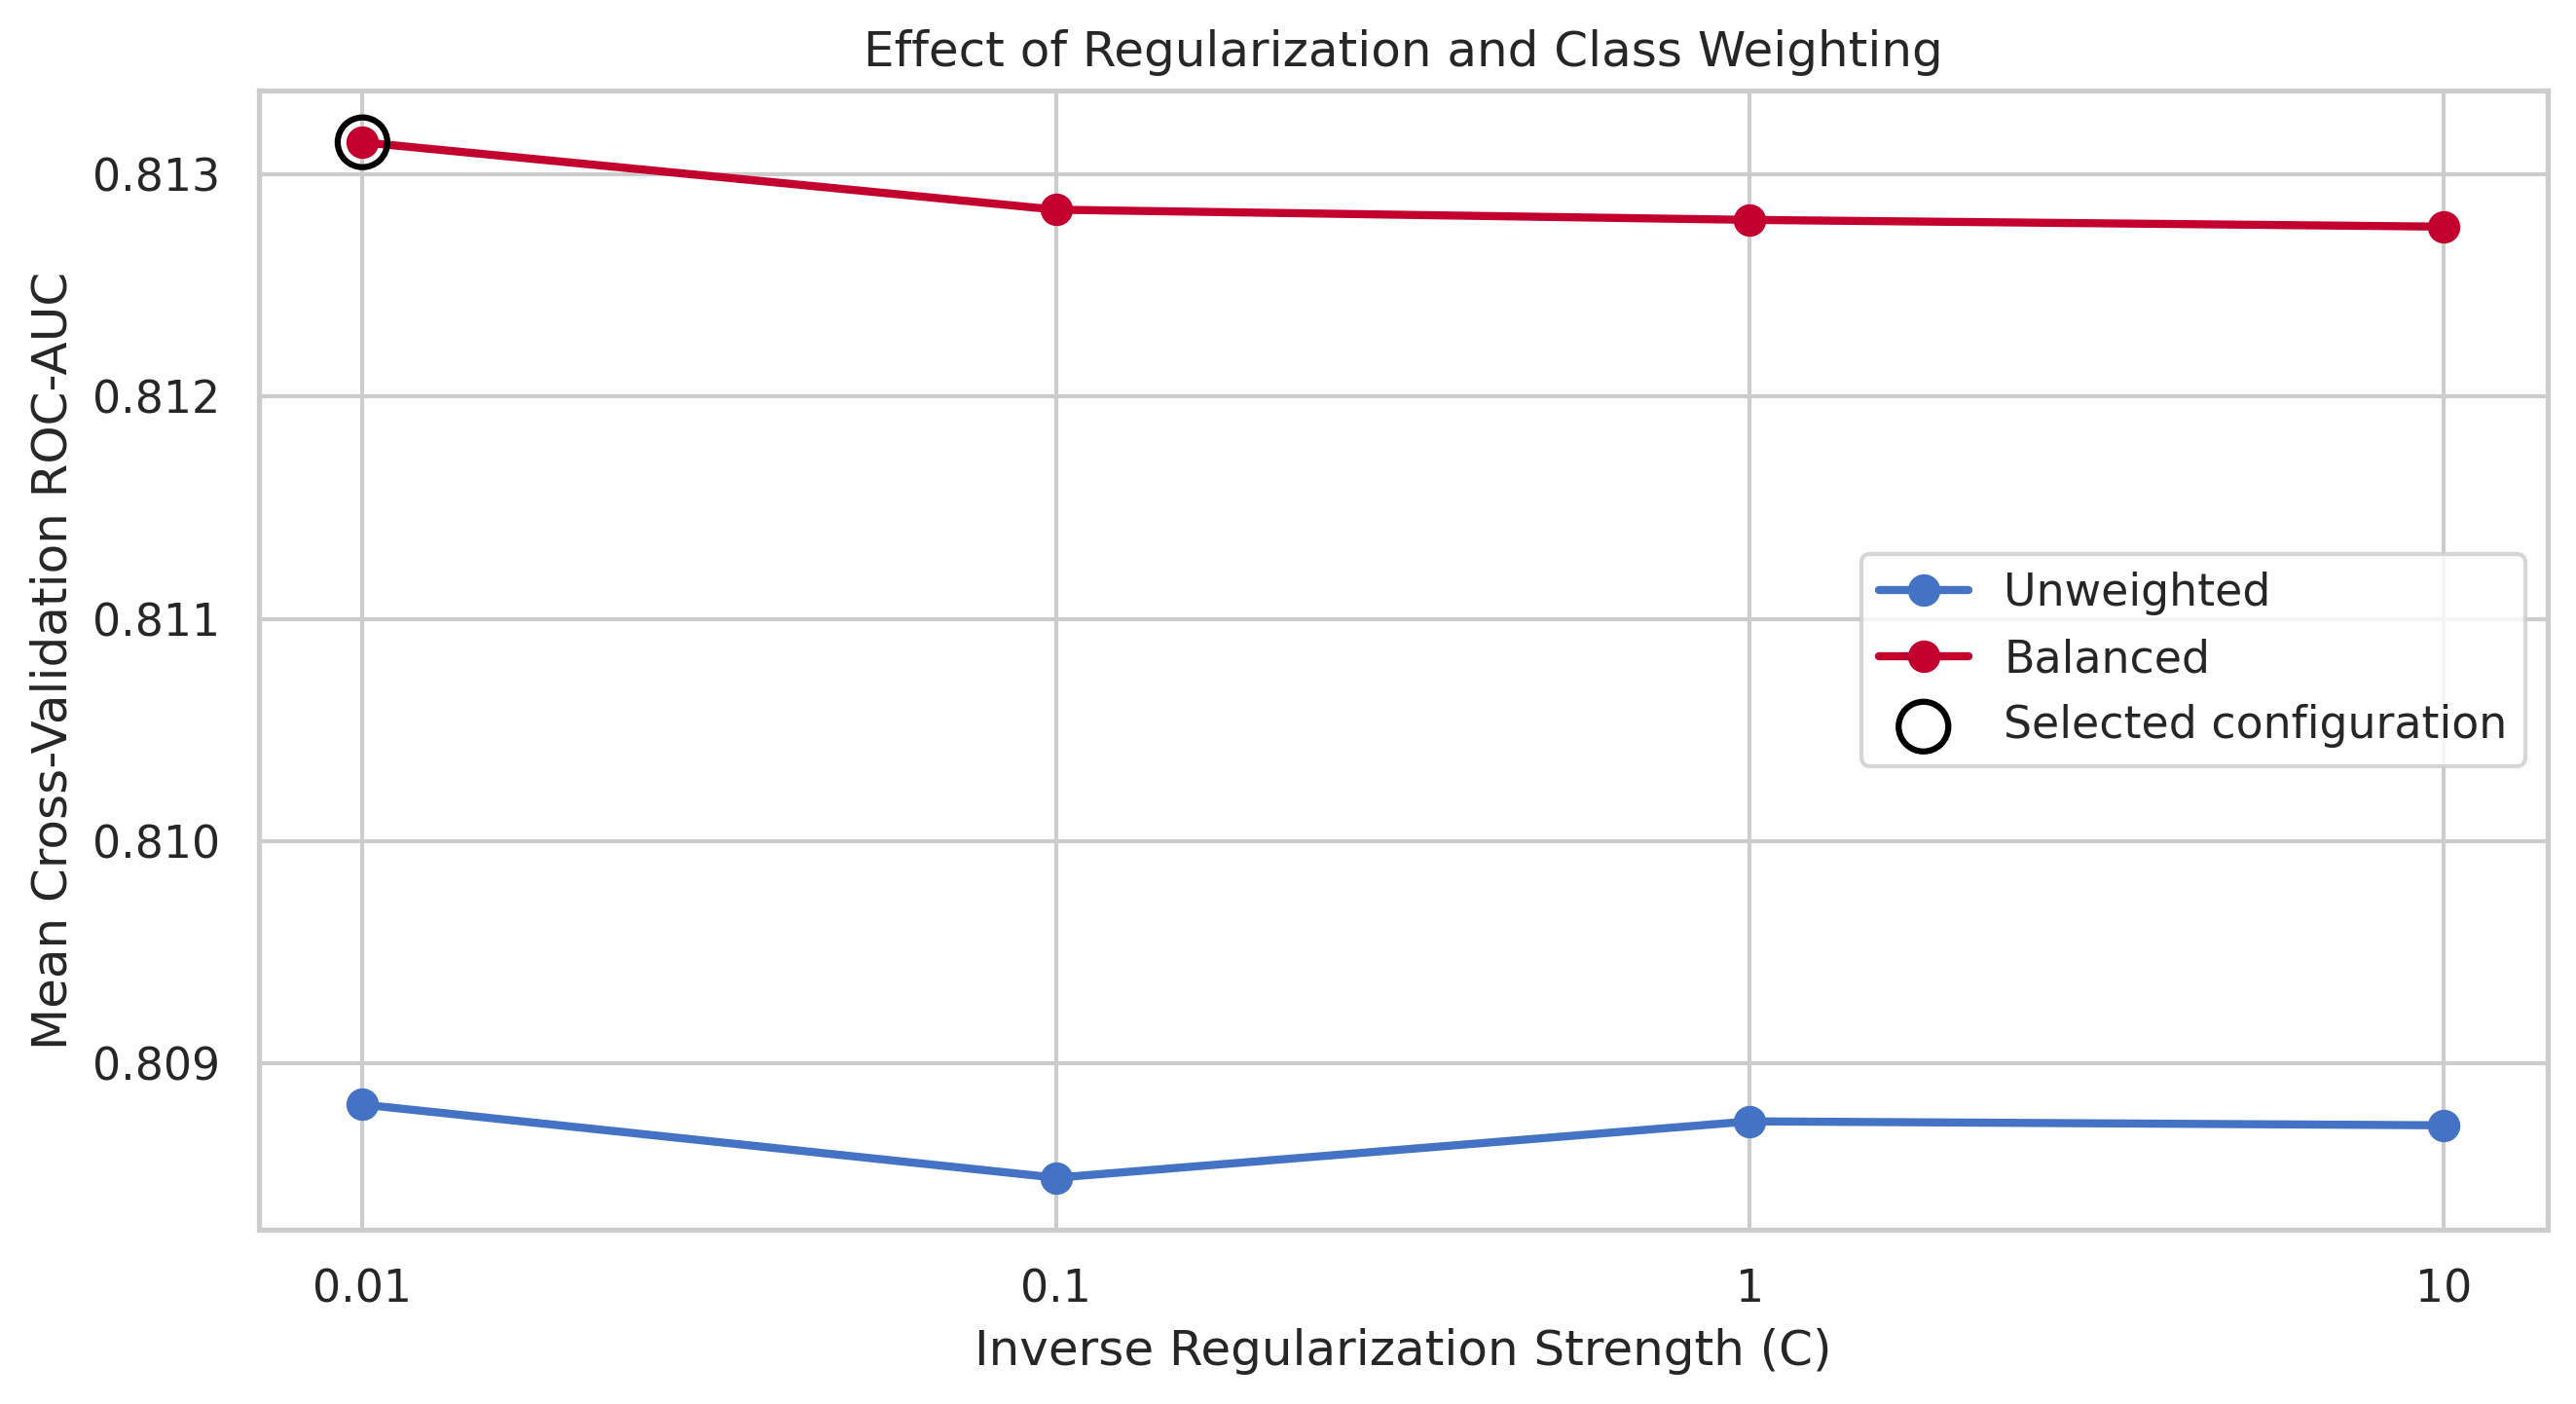 Effect of Regularization and Class Weighting
Mean Cross-Validation ROC-AUC
0.813
0.812
0.811
0.810
0.809
Unweighted
Balanced
Selected configuration
0.01
0.1
1
10
Inverse Regularization Strength (C)